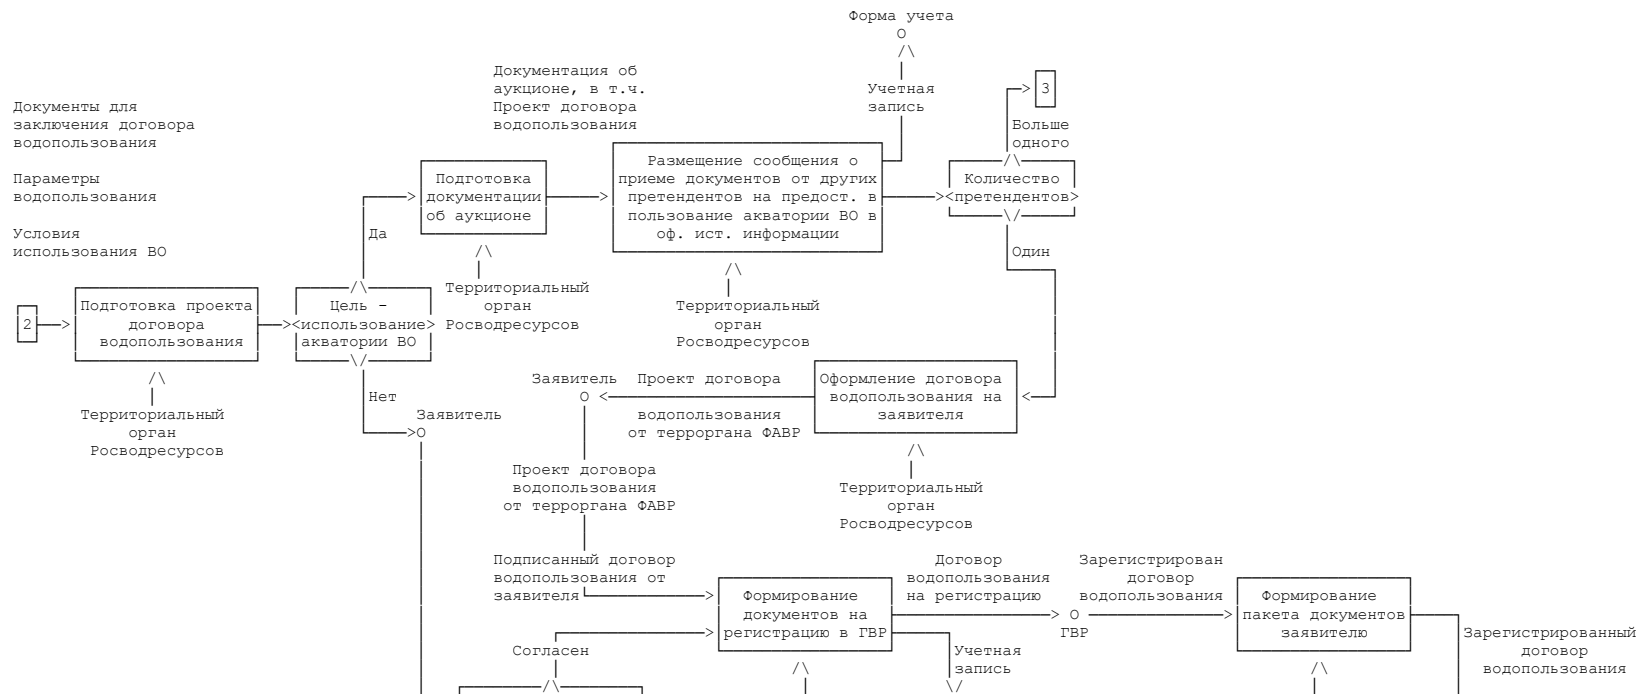 Форма учета
O
Документация об
аукционе, в т.ч.
Проект договора
водопользования
Учетная
запись
3
Документы для
заключения договора
водопользования
Больше
одного
Параметры
водопользования
Подготовка
документации
об аукционе
Размещение сообщения о
приеме документов от других
претендентов на предост. в
пользование акватории ВО в
оф. ист. информации
Количество
претендентов
Условия
использования ВО
Да
Один
Территориальный
орган
Росводресурсов
Территориальный
орган
Росводресурсов
2
Подготовка проекта
договора
водопользования
Цель -
использование
акватории ВО
Территориальный
орган
Росводресурсов
Нет
Заявитель
O
Заявитель
O
Проект договора
водопользования
от терроргана ФАВР
Оформление договора
водопользования на
заявителя
Территориальный
орган
Росводресурсов
Проект договора
водопользования
от терроргана ФАВР
Подписанный договор
водопользования от
заявителя
Формирование
документов на
регистрацию в ГВР
Договор
водопользования
на регистрацию
O
ГВР
Зарегистрирован
договор
водопользования
Формирование
пакета документов
заявителю
Зарегистрированный
договор
водопользования
Согласен
Учетная
запись